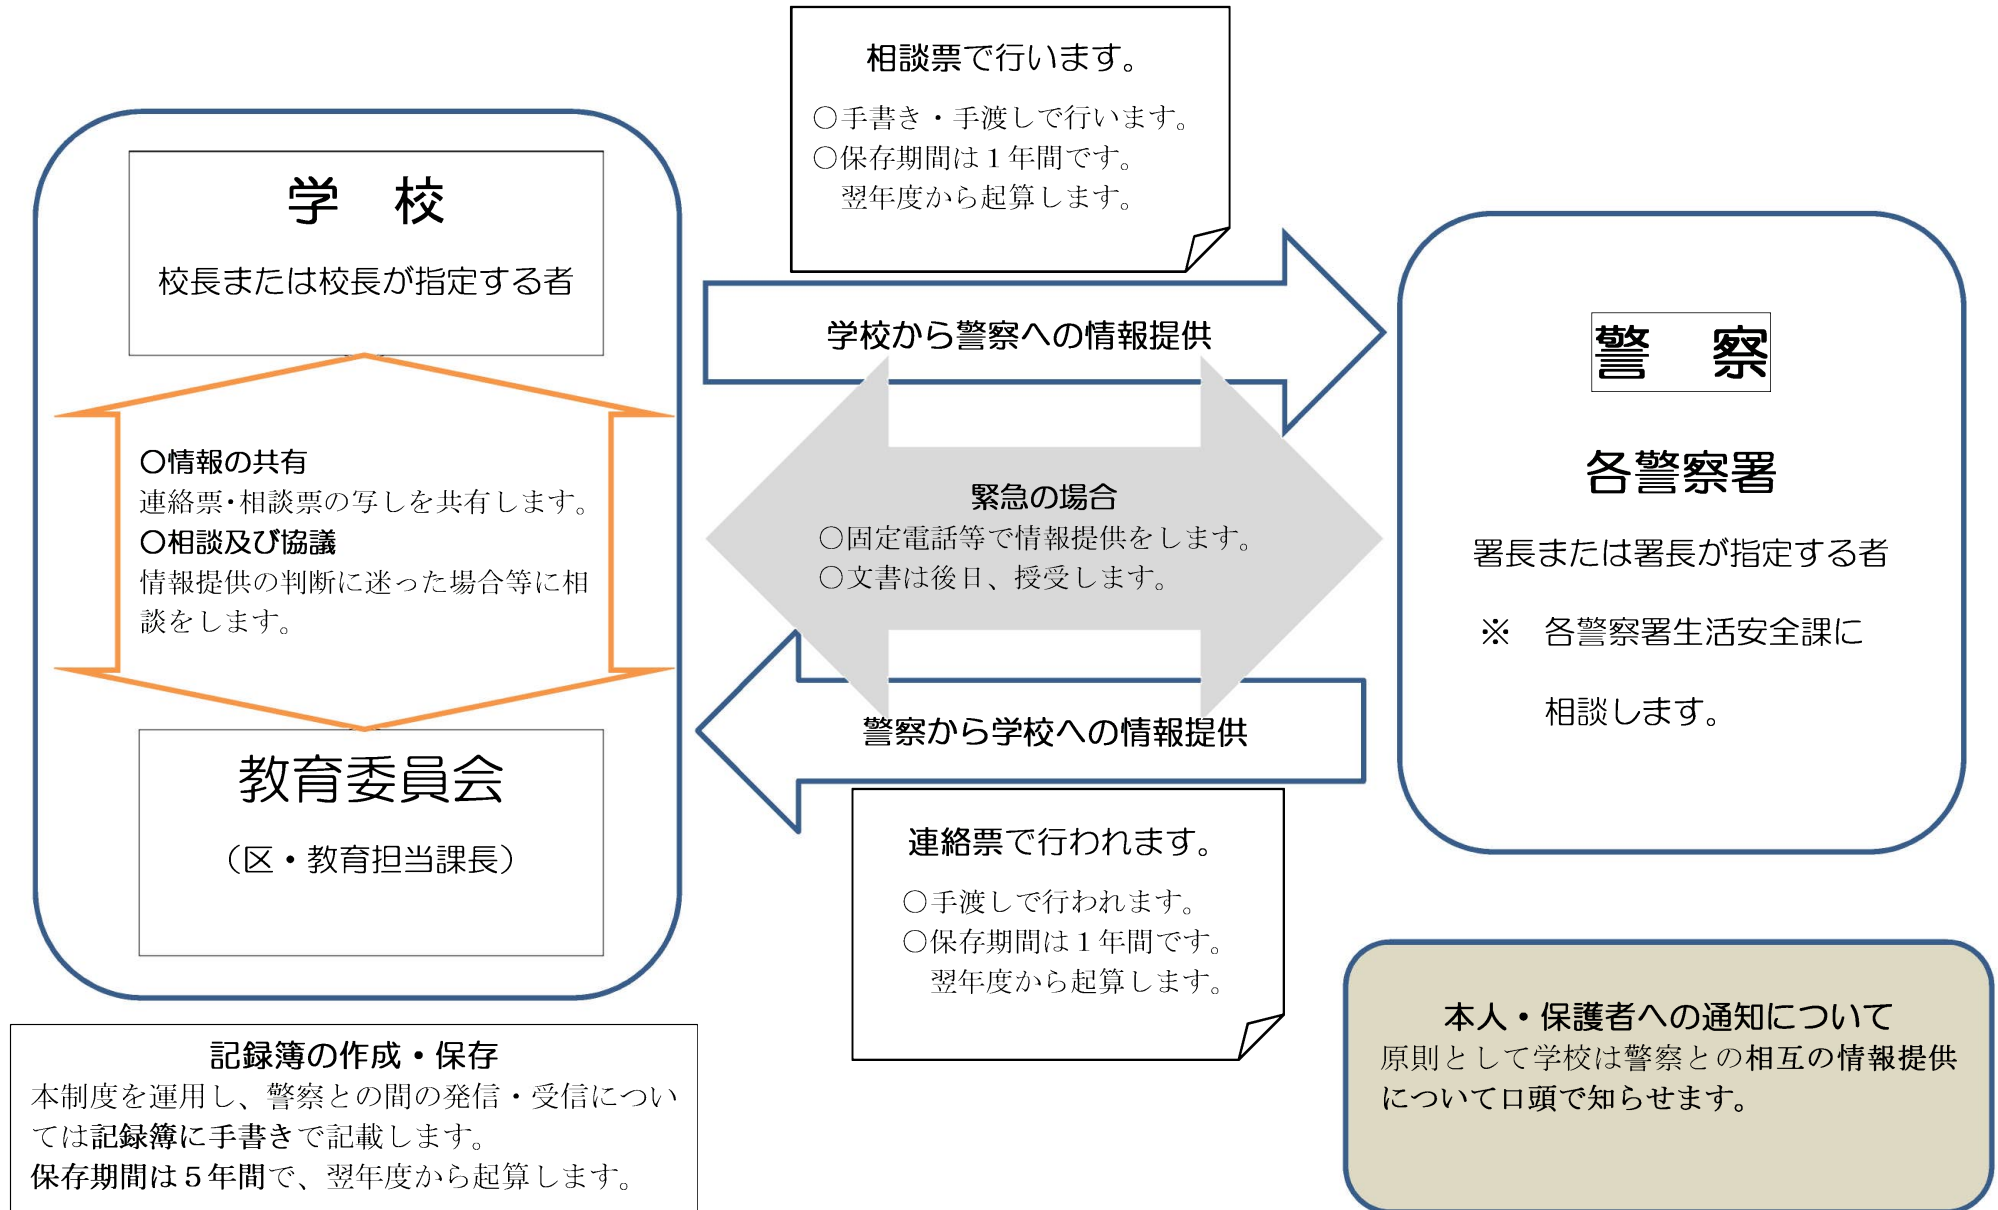 相談票で行います。
○手書き・手渡しで行います。
○保存期間は１年間です。
翌年度から起算します。
学　校
校長または校長が指定する者
学校から警察への情報提供
警　察
各警察署
署長または署長が指定する者
※　各警察署生活安全課に
相談します。
○情報の共有
連絡票・相談票の写しを共有します。
○相談及び協議
情報提供の判断に迷った場合等に相
談をします。
緊急の場合
○固定電話等で情報提供をします。
○文書は後日、授受します。
警察から学校への情報提供
教育委員会
（区・教育担当課長）
連絡票で行われます。
○手渡しで行われます。
○保存期間は１年間です。
翌年度から起算します。
記録簿の作成・保存
本制度を運用し、警察との間の発信・受信につい
ては記録簿に手書きで記載します。
保存期間は５年間で、翌年度から起算します。
本人・保護者への通知について
原則として学校は警察との相互の情報提供
について口頭で知らせます。